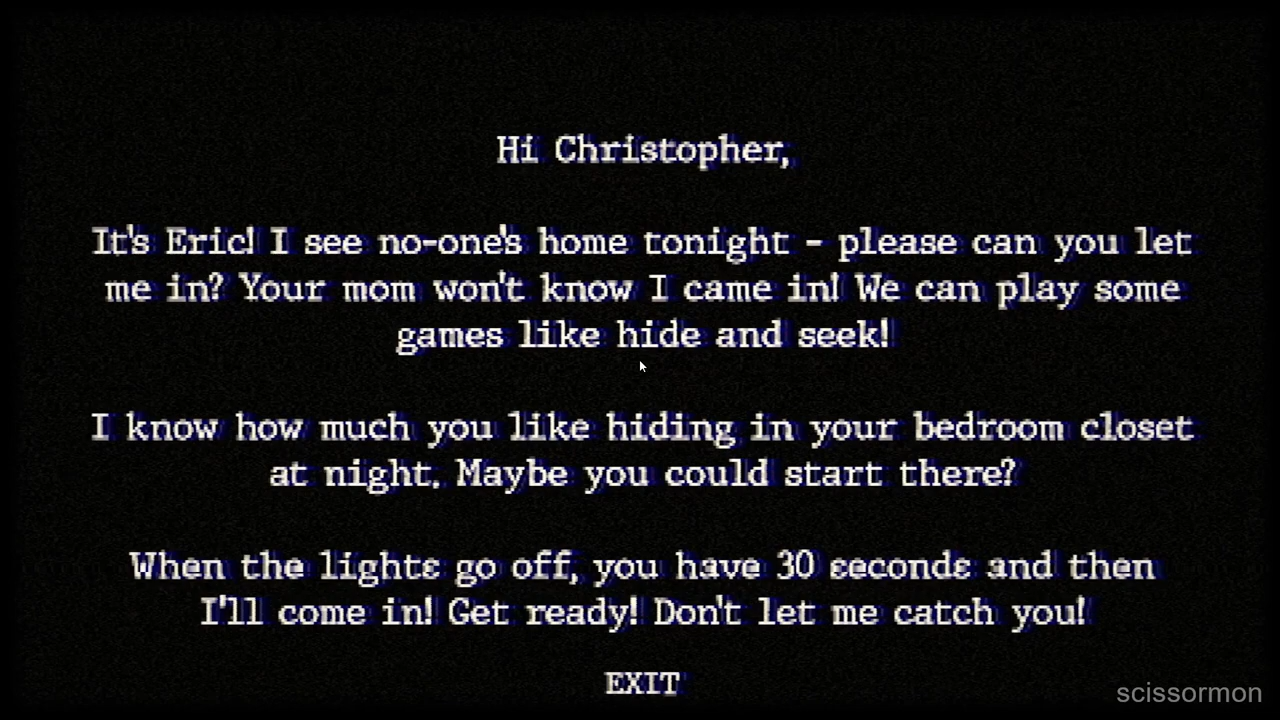 Hi Christopher,
It's Eric! I see no-one's home tonight - please can you let
me in? Your mom won't know I came in! We can play some
games like hide and seek!
I know how much you like hiding in your bedroom closet
at night. Maybe you could start there?
When the lights go off, you have 30 seconds and then
I'll come in! Get ready! Don't let me catch you!
EXIT
scissormon